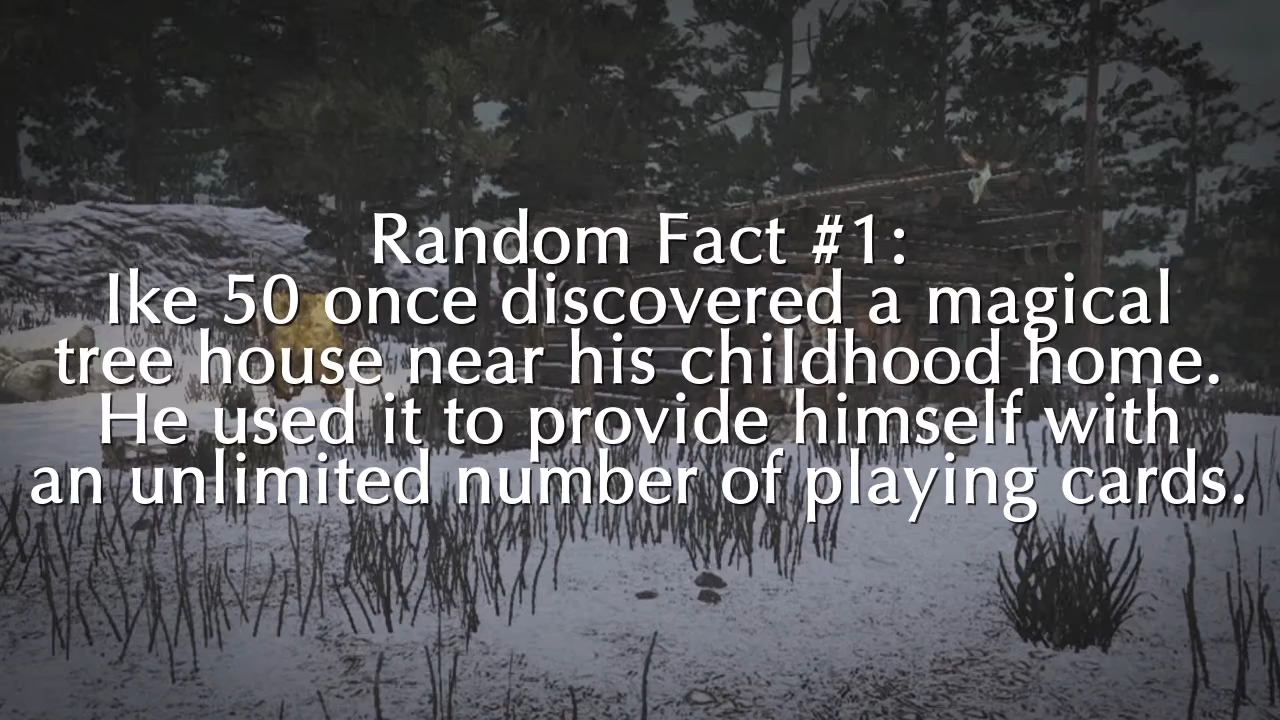 Random Fact #1:
Ike 50 once discovered a magical
tree house near his childhood home.
He used it to provide himself with
an unlimited number of playing cards.